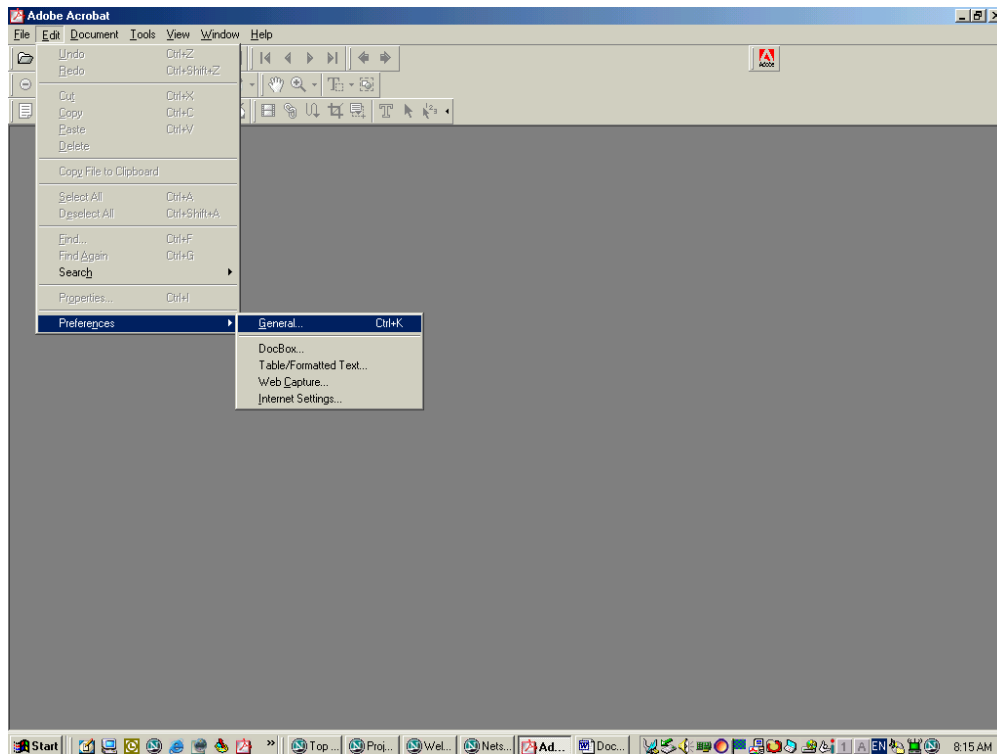 Adobe Acrobat
File Edit Document Tools View Window Help
Adobe
Undo Ctrl+Z
Redo Ctrl+Shift+Z
Cut Ctrl+X
Copy Ctrl+C
Paste Ctrl+V
Delete
Copy File to Clipboard
Select All Ctrl+A
Deselect All Ctrl+Shift+A
Find... Ctrl+F
Find Again Ctrl+G
Search
Properties... Ctrl+I
Preferences
General... Ctrl+K
DocBox...
Table/Formatted Text...
Web Capture...
Internet Settings...
Start » Top ... Proj... Wel... Nets... Ad... Doc... 1 A EN 8:15 AM